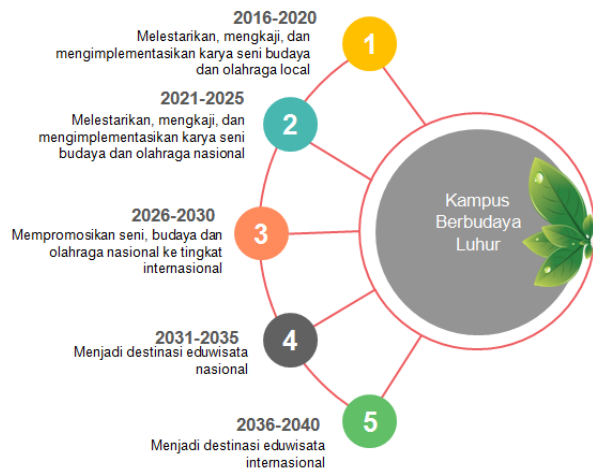 2016-2020
Melestarikan, mengkaji, dan
mengimplementasikan karya seni budaya
dan olahraga local
1
2021-2025
Melestarikan, mengkaji, dan
mengimplementasikan karya seni
budaya dan olahraga nasional
2
2026-2030
Mempromosikan seni, budaya dan
olahraga nasional ke tingkat
internasional
3
2031-2035
Menjadi destinasi eduwisata
nasional
4
2036-2040
Menjadi destinasi eduwisata
internasional
5
Kampus
Berbudaya
Luhur